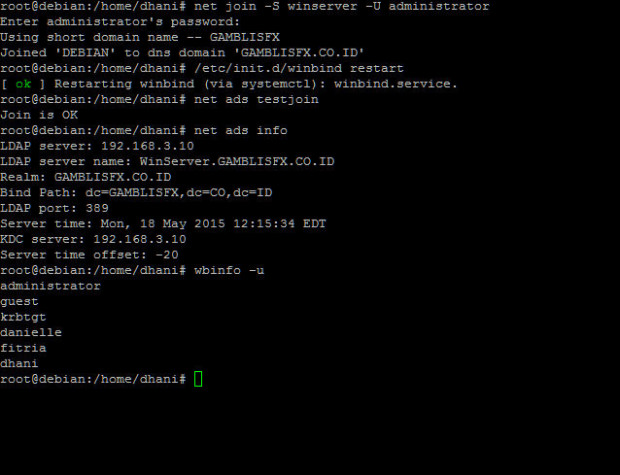 root@debian:/home/dhani# net join -S winserver -U administrator
Enter administrator's password:
Using short domain name -- GAMBLISFX
Joined 'DEBIAN' to dns domain 'GAMBLISFX.CO.ID'
root@debian:/home/dhani# /etc/init.d/winbind restart
[ ok ] Restarting winbind (via systemctl): winbind.service.
root@debian:/home/dhani# net ads testjoin
Join is OK
root@debian:/home/dhani# net ads info
LDAP server: 192.168.3.10
LDAP server name: WinServer.GAMBLISFX.CO.ID
Realm: GAMBLISFX.CO.ID
Bind Path: dc=GAMBLISFX,dc=CO,dc=ID
LDAP port: 389
Server time: Mon, 18 May 2015 12:15:34 EDT
KDC server: 192.168.3.10
Server time offset: -20
root@debian:/home/dhani# wbinfo -u
administrator
guest
krbtgt
danielle
fitria
dhani
root@debian:/home/dhani#